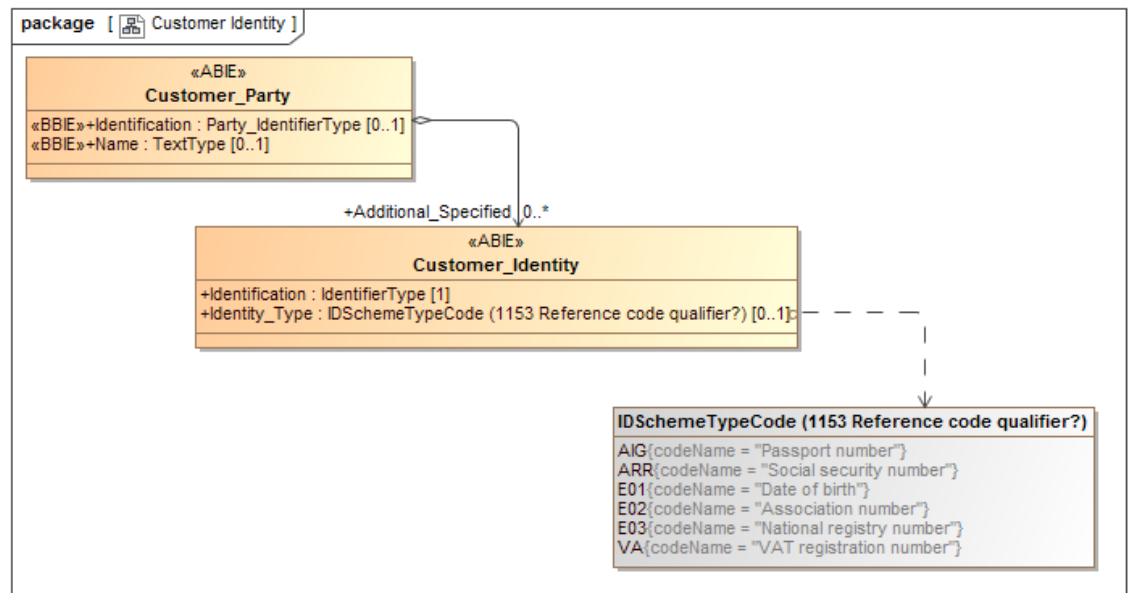 package [ Customer Identity ]
«ABIE»
Customer_Party
«BBIE»+Identification : Party_IdentifierType [0..1]
«BBIE»+Name : TextType [0..1]
+Additional_Specified 0..*
«ABIE»
Customer_Identity
+Identification : IdentifierType [1]
+Identity_Type : IDSchemeTypeCode (1153 Reference code qualifier?) [0..1]
IDSchemeTypeCode (1153 Reference code qualifier?)
AIG{codeName = "Passport number"}
ARR{codeName = "Social security number"}
E01{codeName = "Date of birth"}
E02{codeName = "Association number"}
E03{codeName = "National registry number"}
VA{codeName = "VAT registration number"}